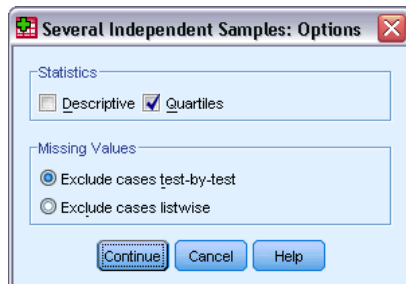 Several Independent Samples: Options
Statistics
Descriptive Quartiles
Missing Values
Exclude cases test-by-test
Exclude cases listwise
Continue Cancel Help